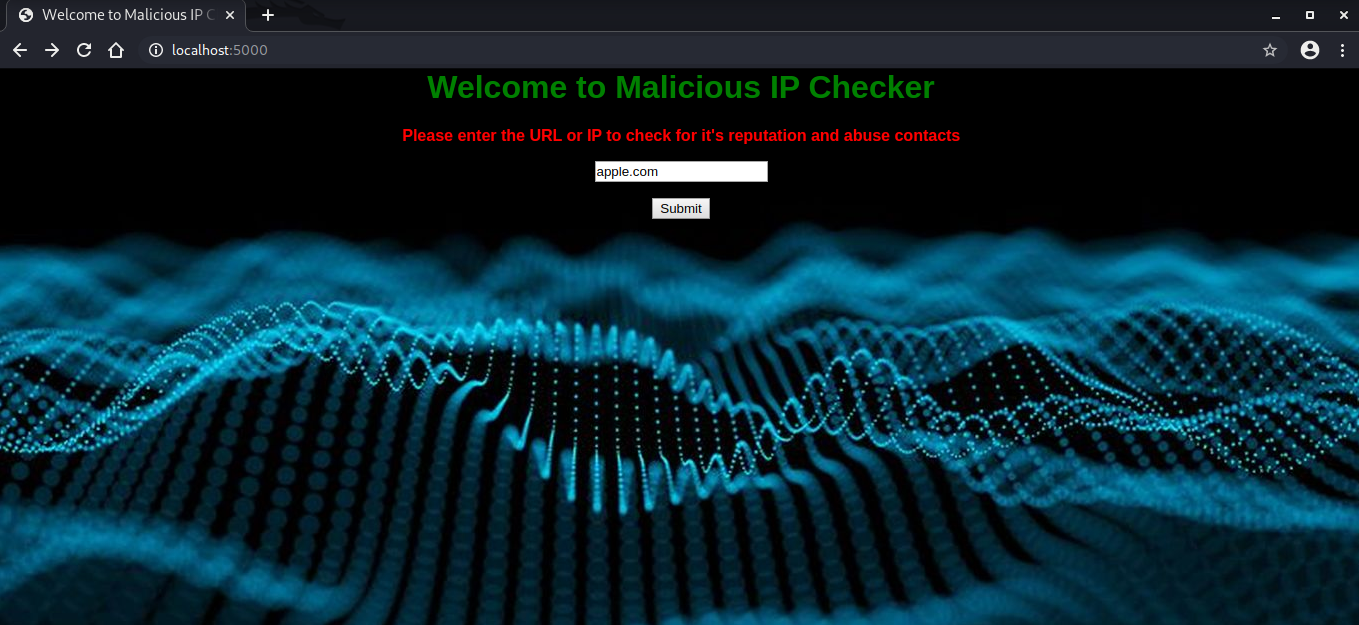 Welcome to Malicious IP C
localhost:5000
Welcome to Malicious IP Checker
Please enter the URL or IP to check for it's reputation and abuse contacts
apple.com
Submit